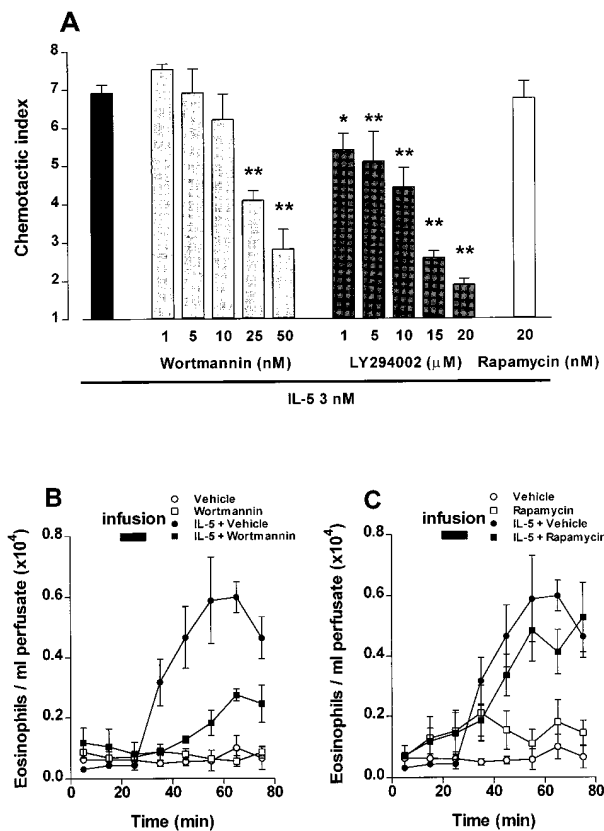 A
Chemotactic index
8
7
6
5
4
3
2
1
* ** ** ** **
** **
1 5 10 25 50 1 5 10 15 20 20
Wortmannin (nM) LY294002 (μM) Rapamycin (nM)
IL-5 3 nM
B
infusion
Vehicle
Wortmannin
IL-5 + Vehicle
IL-5 + Wortmannin
Eosinophils / ml perfusate (x10⁴)
0.8
0.6
0.4
0.2
0.0
0 20 40 60 80
Time (min)
C
infusion
Vehicle
Rapamycin
IL-5 + Vehicle
IL-5 + Rapamycin
Eosinophils / ml perfusate (x10⁴)
0.8
0.6
0.4
0.2
0.0
0 20 40 60 80
Time (min)